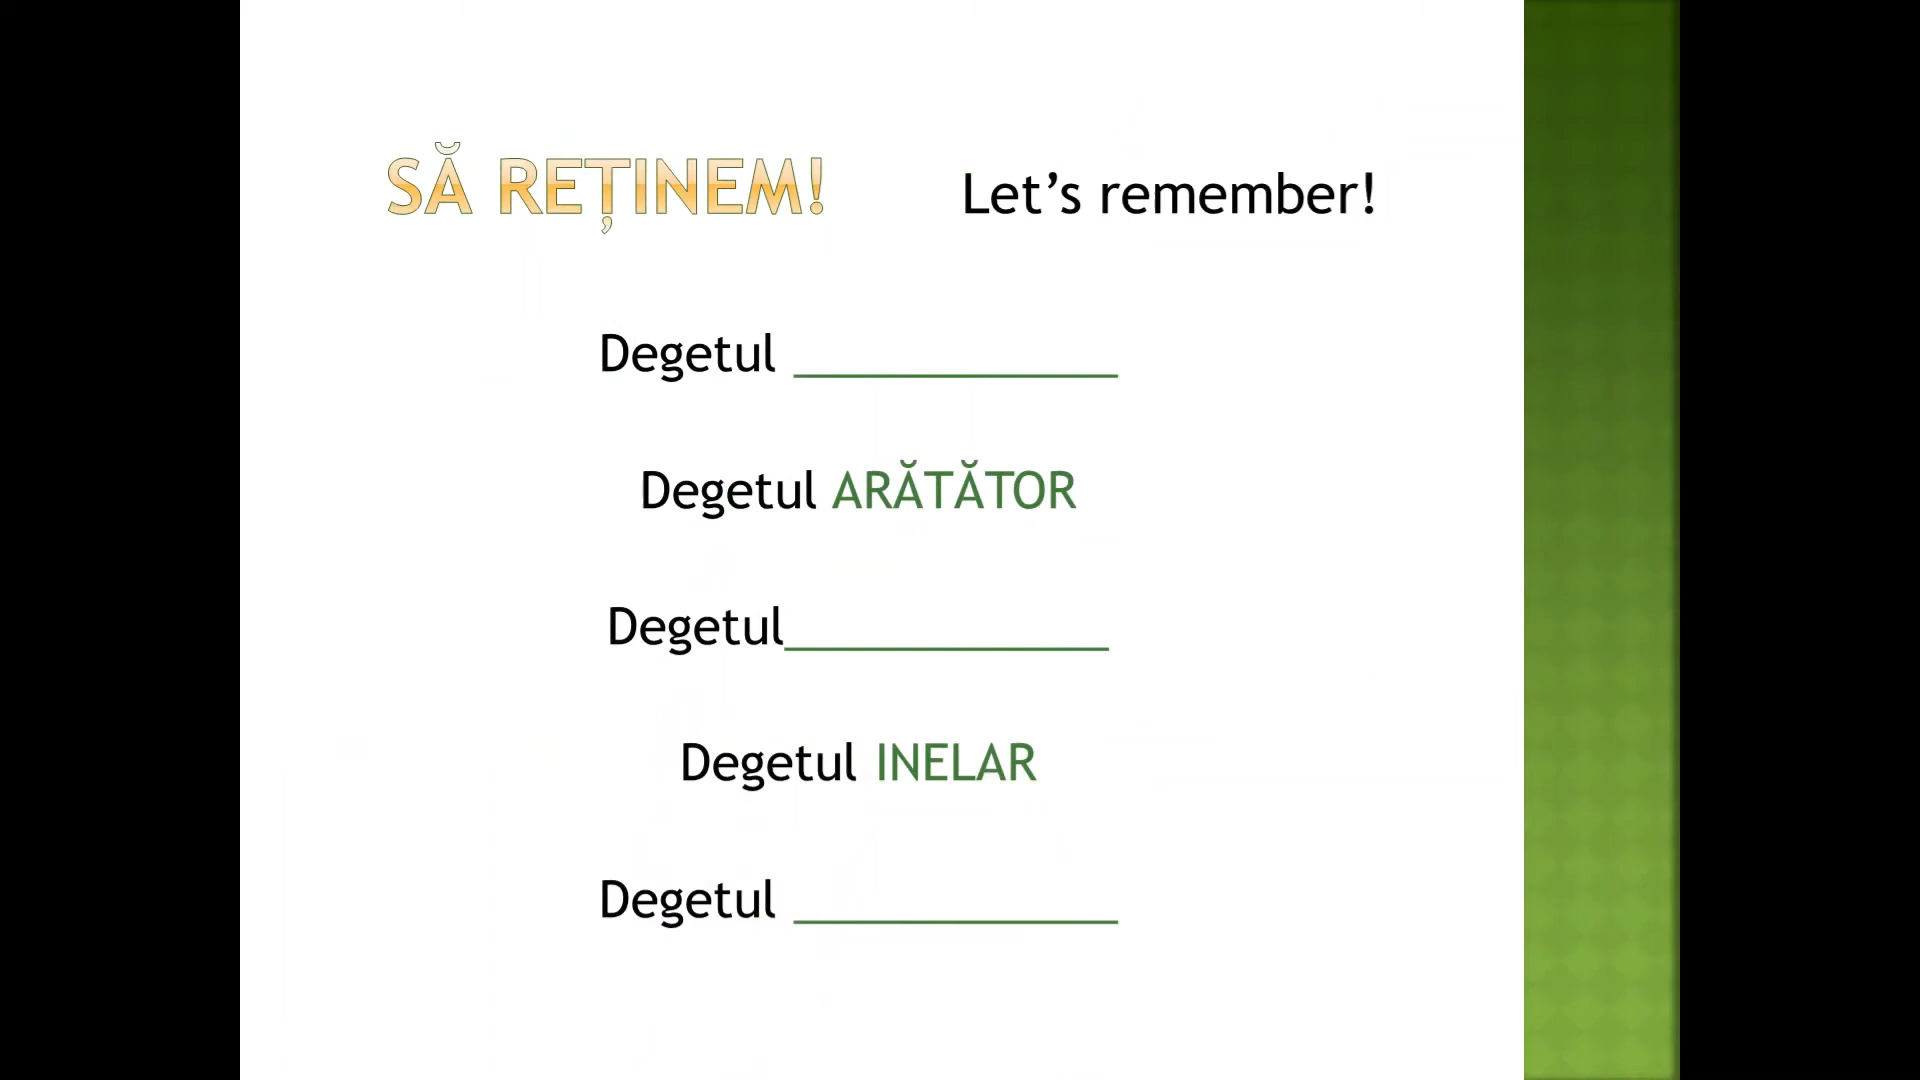 SĂ REȚINEM!
Let’s remember!
Degetul ____________
Degetul ARĂTĂTOR
Degetul____________
Degetul INELAR
Degetul ____________